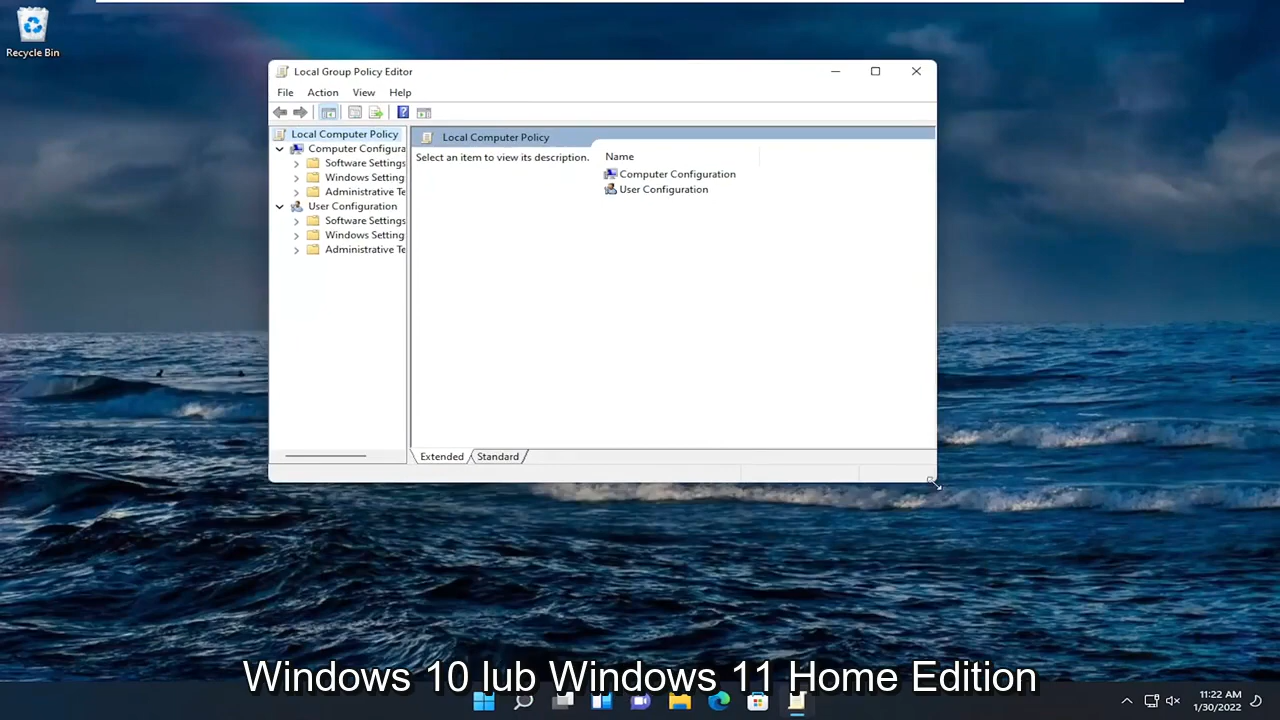 Recycle Bin
Local Group Policy Editor
File Action View Help
Local Computer Policy
Computer Configura
Software Settings
Windows Setting
Administrative Te
User Configuration
Software Settings
Windows Setting
Administrative Te
Local Computer Policy
Select an item to view its description.
Name
Computer Configuration
User Configuration
Extended Standard
Windows 10 lub Windows 11 Home Edition
11:22 AM
1/30/2022